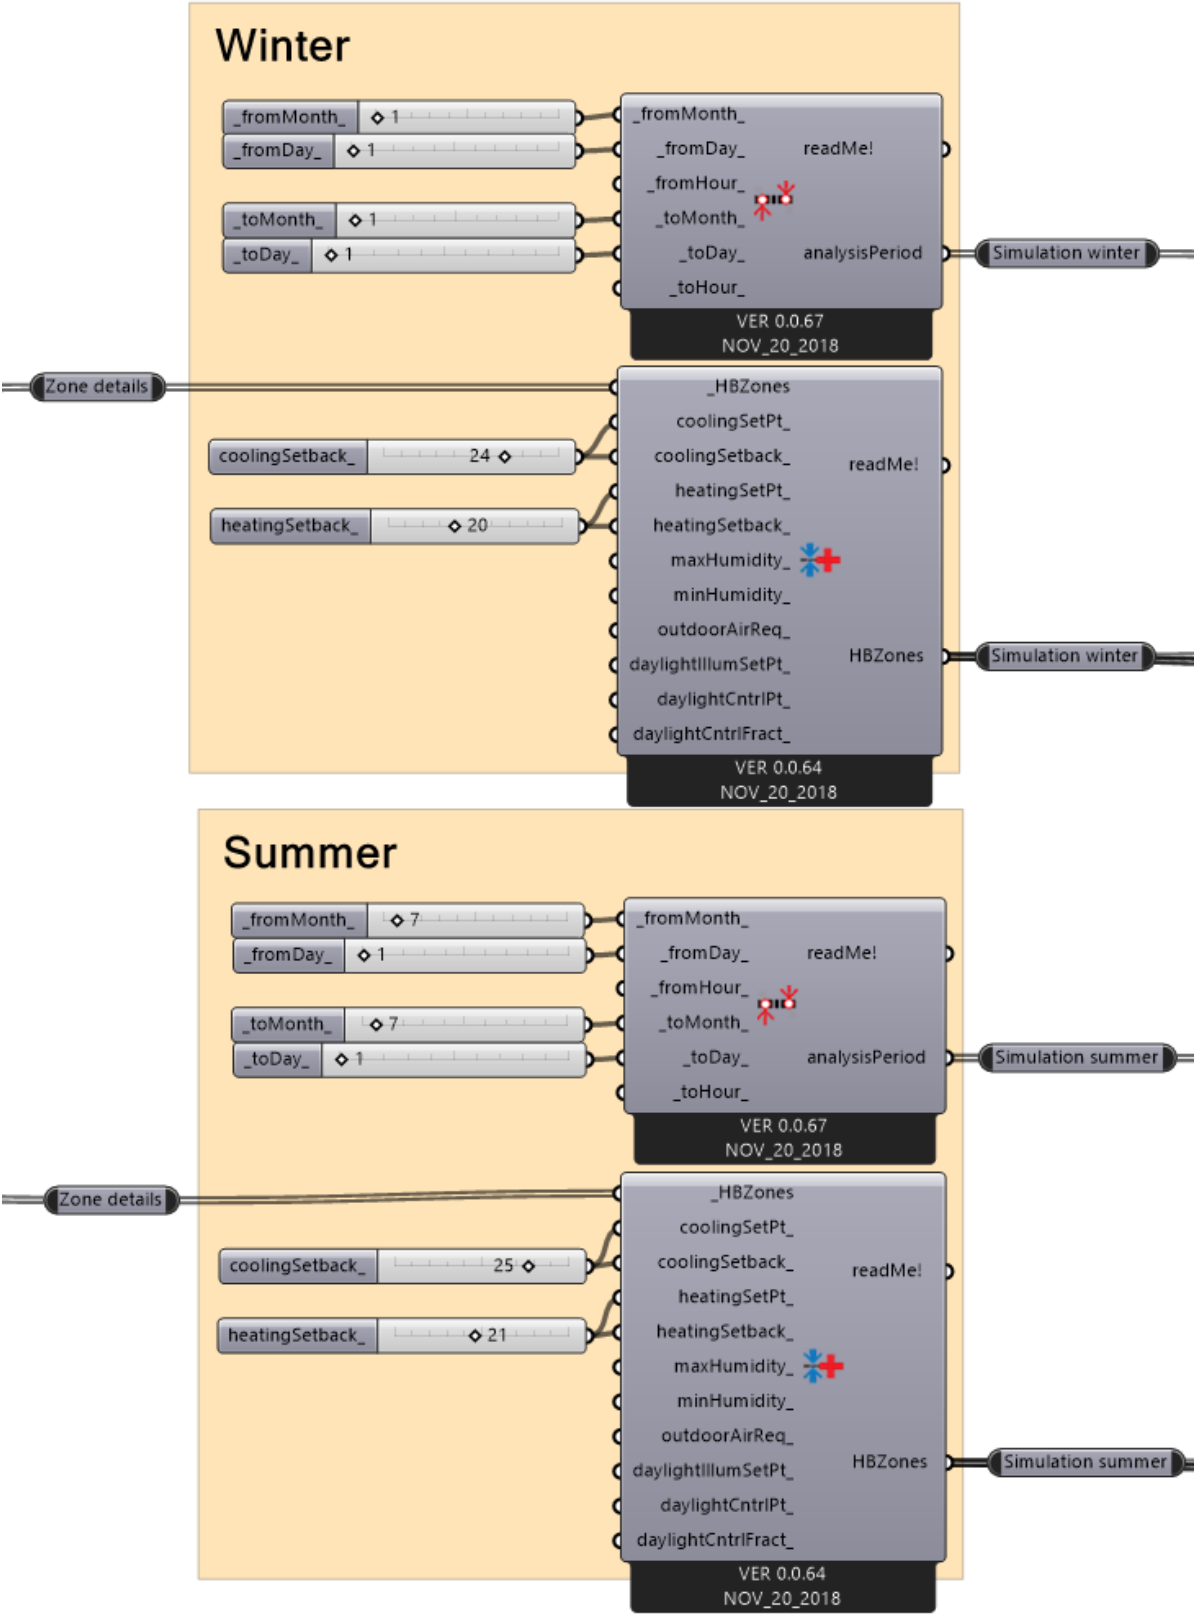 Winter
_fromMonth_ 1
_fromDay_ 1
_toMonth_ 1
_toDay_ 1
_fromMonth_
_fromDay_ readMe!
_fromHour_
_toMonth_
_toDay_ analysisPeriod
_toHour_
VER 0.0.67
NOV_20_2018
Simulation winter
Zone details
coolingSetback_ 24
heatingSetback_ 20
_HBZones
coolingSetPt_
coolingSetback_
readMe!
heatingSetPt_
heatingSetback_
maxHumidity_
minHumidity_
outdoorAirReq_
daylightIllumSetPt_
HBZones
daylightCntrlPt_
daylightCntrlFract_
VER 0.0.64
NOV_20_2018
Simulation winter
Summer
_fromMonth_ 7
_fromDay_ 1
_toMonth_ 7
_toDay_ 1
_fromMonth_
_fromDay_ readMe!
_fromHour_
_toMonth_
_toDay_ analysisPeriod
_toHour_
VER 0.0.67
NOV_20_2018
Simulation summer
Zone details
coolingSetback_ 25
heatingSetback_ 21
_HBZones
coolingSetPt_
coolingSetback_
readMe!
heatingSetPt_
heatingSetback_
maxHumidity_
minHumidity_
outdoorAirReq_
daylightIllumSetPt_
HBZones
daylightCntrlPt_
daylightCntrlFract_
VER 0.0.64
NOV_20_2018
Simulation summer